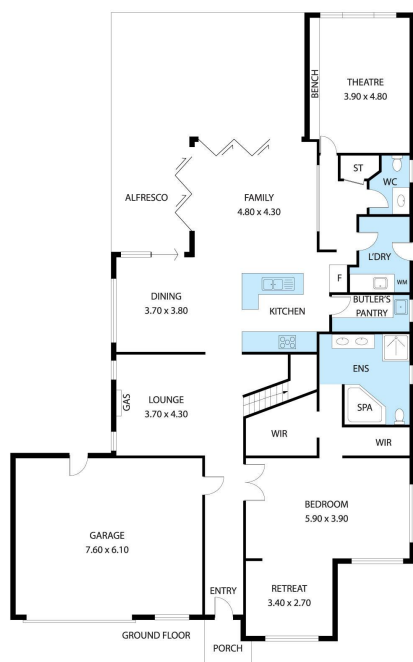 THEATRE
3.90 x 4.80
BENCH
ST
WC
ALFRESCO
FAMILY
4.80 x 4.30
L'DRY
WM
F
DINING
3.70 x 3.80
KITCHEN
BUTLER'S
PANTRY
ENS
SPA
GAS
LOUNGE
3.70 x 4.30
WIR
WIR
BEDROOM
5.90 x 3.90
GARAGE
7.60 x 6.10
ENTRY
RETREAT
3.40 x 2.70
GROUND FLOOR
PORCH